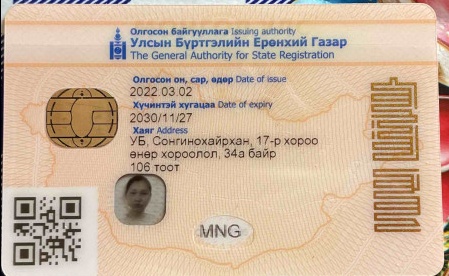 Олгосон байгууллага Issuing authority
Улсын Бүртгэлийн Ерөнхий Газар
The General Authority for State Registration
Олгосон он, сар, өдөр Date of issue
2022.03.02
Хүчинтэй хугацаа Date of expiry
2030/11/27
Хаяг Address
УБ, Сонгинохайрхан, 17-р хороо
өнөр хороолол, 34а байр
106 тоот
MNG